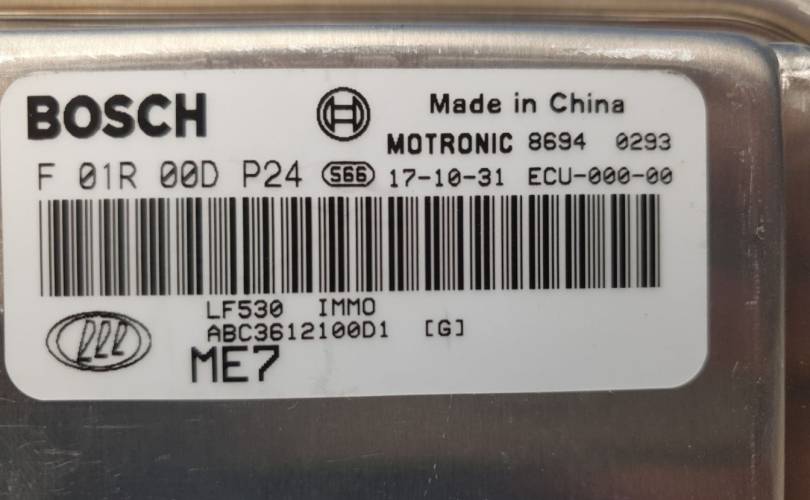 BOSCH
Made in China
MOTRONIC 8694 0293
F 01R 00D P24 S66 17-10-31 ECU-000-00
LF530 IMMO
ABC3612100D1 [G]
ME7